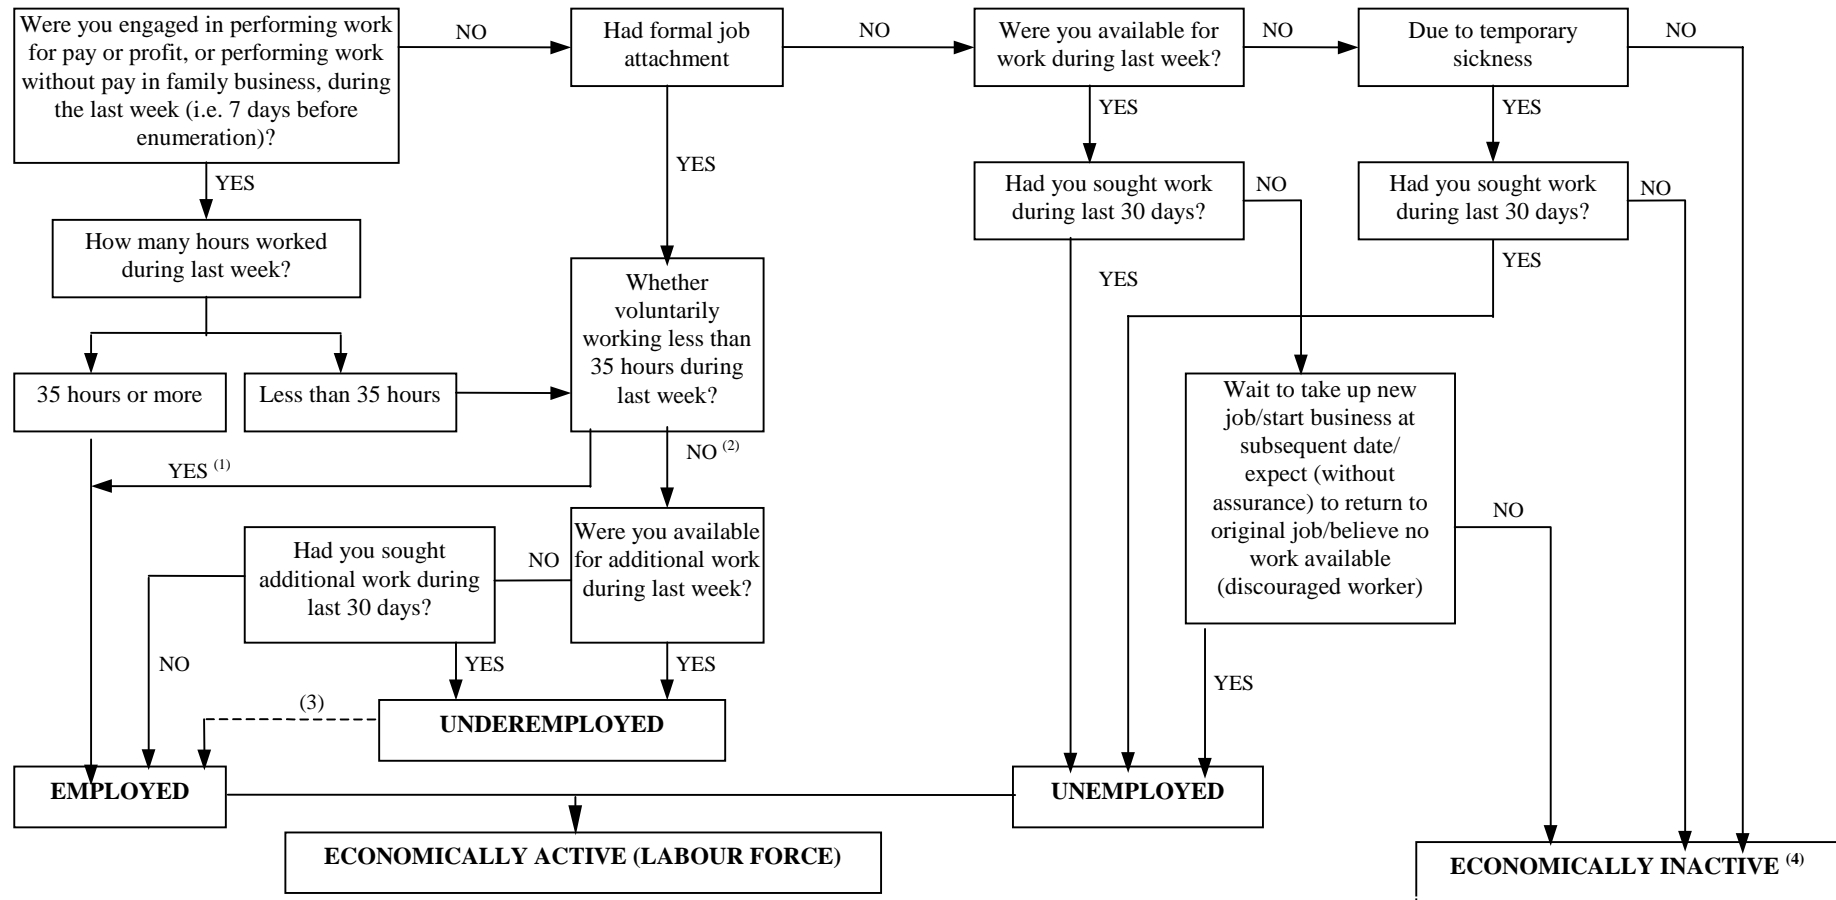 Were you engaged in performing work
for pay or profit, or performing work
without pay in family business, during
the last week (i.e. 7 days before
enumeration)?
NO
Had formal job
attachment
NO
Were you available for
work during last week?
NO
Due to temporary
sickness
NO
YES
YES
YES
YES
Had you sought work
during last 30 days?
NO
Had you sought work
during last 30 days?
NO
How many hours worked
during last week?
YES
YES
Whether
voluntarily
working less than
35 hours during
last week?
35 hours or more
Less than 35 hours
Wait to take up new
job/start business at
subsequent date/
expect (without
assurance) to return to
original job/believe no
work available
(discouraged worker)
NO
YES (1)
NO (2)
Had you sought
additional work during
last 30 days?
NO
Were you available
for additional work
during last week?
NO
YES
YES
YES
(3)
UNDEREMPLOYED
EMPLOYED
UNEMPLOYED
ECONOMICALLY ACTIVE (LABOUR FORCE)
ECONOMICALLY INACTIVE (4)